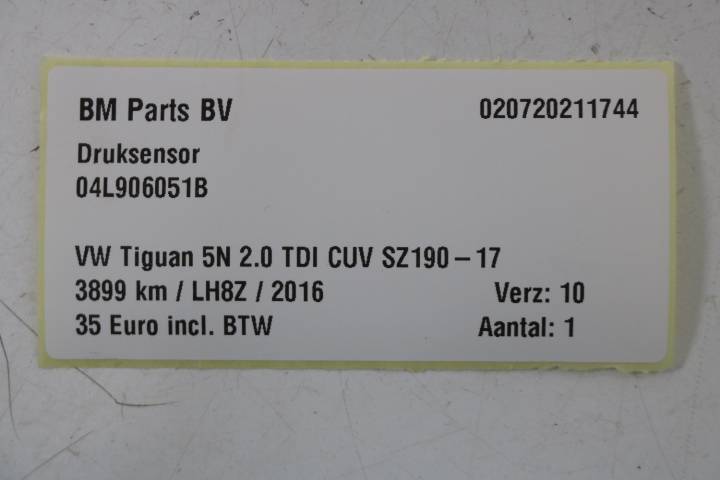 BM Parts BV 020720211744
Druksensor
04L906051B
VW Tiguan 5N 2.0 TDI CUV SZ190-17
3899 km / LH8Z / 2016 Verz: 10
35 Euro incl. BTW Aantal: 1